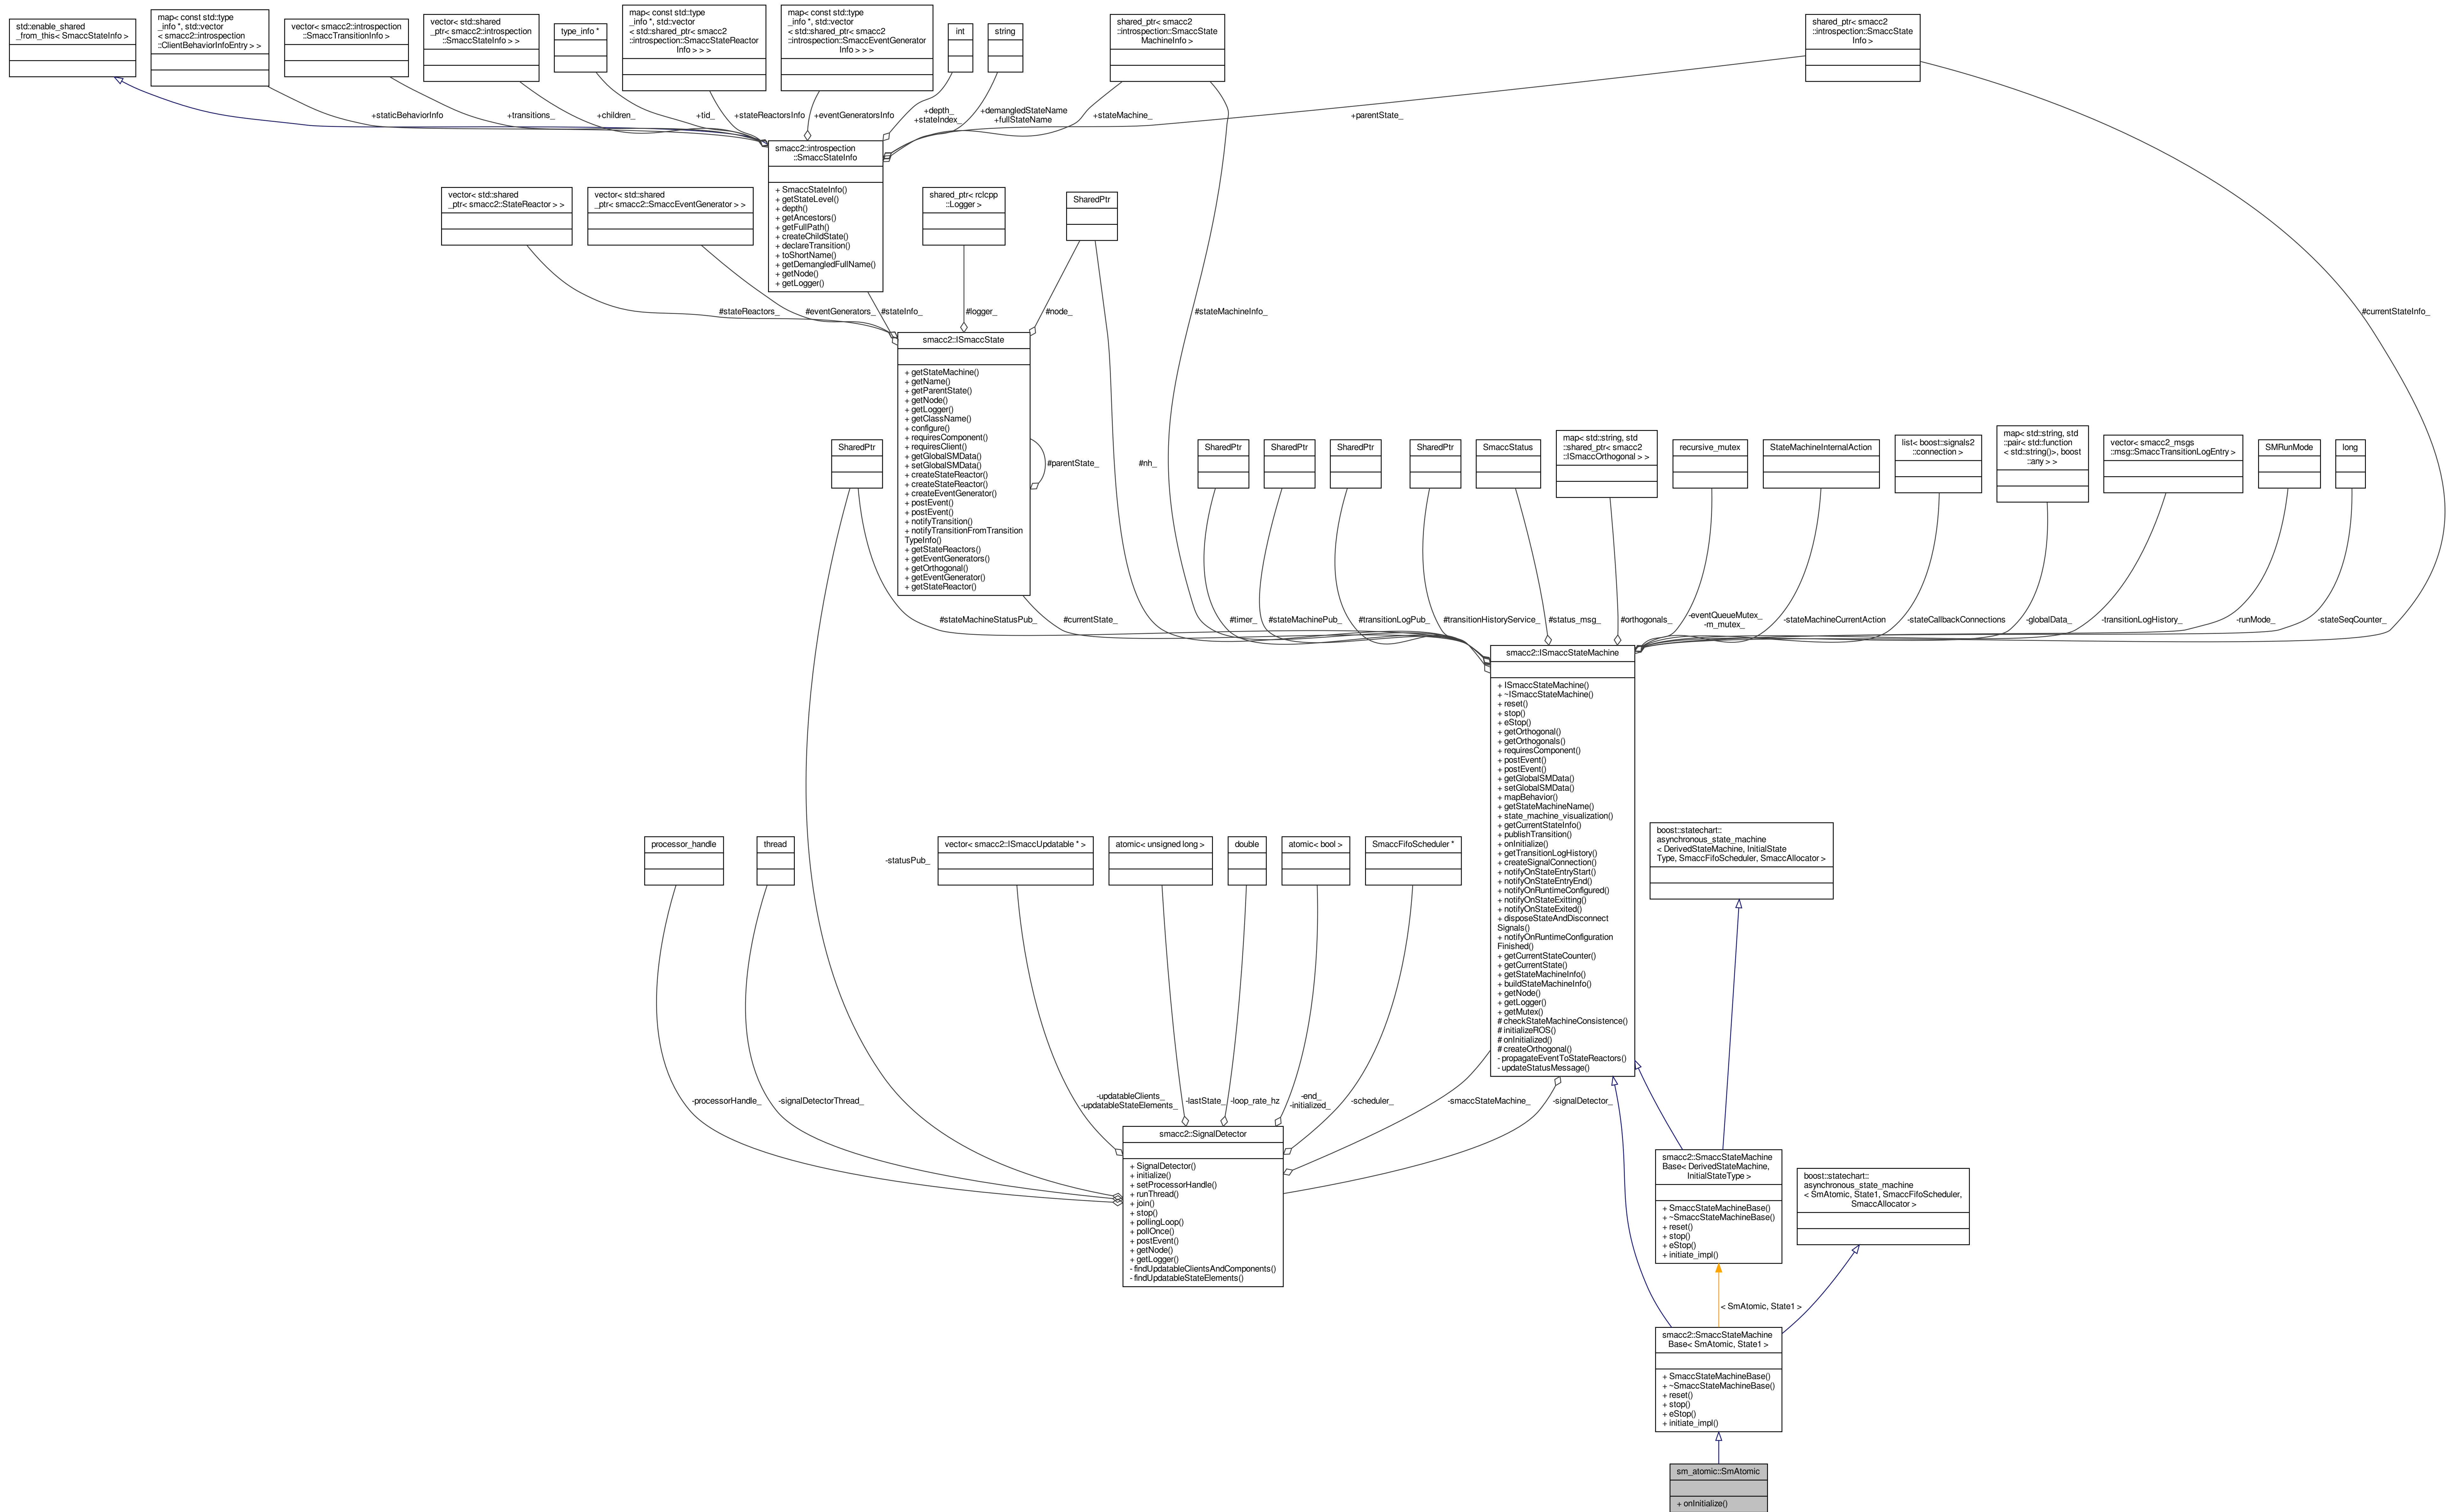 std::enable_shared
_from_this< SmaccStateInfo >
map< const std::type
_info *, std::vector
< smacc2::introspection
::ClientBehaviorInfoEntry > >
vector< smacc2::introspection
::SmaccTransitionInfo >
vector< std::shared
_ptr< smacc2::introspection
::SmaccStateInfo > >
type_info *
map< const std::type
_info *, std::vector
< std::shared_ptr< smacc2
::introspection::SmaccStateReactor
Info > > >
map< const std::type
_info *, std::vector
< std::shared_ptr< smacc2
::introspection::SmaccEventGenerator
Info > > >
int
string
shared_ptr< smacc2
::introspection::SmaccState
MachineInfo >
shared_ptr< smacc2
::introspection::SmaccState
Info >
+staticBehaviorInfo
+transitions_
+children_
+tid_
+stateReactorsInfo
+eventGeneratorsInfo
+depth_
+stateIndex_
+demangledStateName
+fullStateName
+stateMachine_
+parentState_
smacc2::introspection
::SmaccStateInfo
+ SmaccStateInfo()
+ getStateLevel()
+ depth()
+ getAncestors()
+ getFullPath()
+ createChildState()
+ declareTransition()
+ toShortName()
+ getDemangledFullName()
+ getNode()
+ getLogger()
vector< std::shared
_ptr< smacc2::StateReactor > >
vector< std::shared
_ptr< smacc2::SmaccEventGenerator > >
shared_ptr< rclcpp
::Logger >
SharedPtr
#stateReactors_
#eventGenerators_
#stateInfo_
#logger_
#node_
#stateMachineInfo_
#currentStateInfo_
smacc2::ISmaccState
+ getStateMachine()
+ getName()
+ getParentState()
+ getNode()
+ getLogger()
+ getClassName()
+ configure()
+ requiresComponent()
+ requiresClient()
+ getGlobalSMData()
+ setGlobalSMData()
+ createStateReactor()
+ createStateReactor()
+ createEventGenerator()
+ postEvent()
+ postEvent()
+ notifyTransition()
+ notifyTransitionFromTransition
TypeInfo()
+ getStateReactors()
+ getEventGenerators()
+ getOrthogonal()
+ getEventGenerator()
+ getStateReactor()
#parentState_
#nh_
SharedPtr
SharedPtr
SharedPtr
SharedPtr
SharedPtr
SmaccStatus
map< std::string, std
::shared_ptr< smacc2
::ISmaccOrthogonal > >
recursive_mutex
StateMachineInternalAction
list< boost::signals2
::connection >
map< std::string, std
::pair< std::function
< std::string()>, boost
::any > >
vector< smacc2_msgs
::msg::SmaccTransitionLogEntry >
SMRunMode
long
#stateMachineStatusPub_
#currentState_
#timer_
#stateMachinePub_
#transitionLogPub_
#transitionHistoryService_
#status_msg_
#orthogonals_
-eventQueueMutex_
-m_mutex_
-stateMachineCurrentAction
-stateCallbackConnections
-globalData_
-transitionLogHistory_
-runMode_
-stateSeqCounter_
smacc2::ISmaccStateMachine
+ ISmaccStateMachine()
+ ~ISmaccStateMachine()
+ reset()
+ stop()
+ eStop()
+ getOrthogonal()
+ getOrthogonals()
+ requiresComponent()
+ postEvent()
+ postEvent()
+ getGlobalSMData()
+ setGlobalSMData()
+ mapBehavior()
+ getStateMachineName()
+ state_machine_visualization()
+ getCurrentStateInfo()
+ publishTransition()
+ onInitialize()
+ getTransitionLogHistory()
+ createSignalConnection()
+ notifyOnStateEntryStart()
+ notifyOnStateEntryEnd()
+ notifyOnRuntimeConfigured()
+ notifyOnStateExitting()
+ notifyOnStateExited()
+ disposeStateAndDisconnect
Signals()
+ notifyOnRuntimeConfiguration
Finished()
+ getCurrentStateCounter()
+ getCurrentState()
+ getStateMachineInfo()
+ buildStateMachineInfo()
+ getNode()
+ getLogger()
+ getMutex()
# checkStateMachineConsistence()
# initializeROS()
# onInitialized()
# createOrthogonal()
- propagateEventToStateReactors()
- updateStatusMessage()
processor_handle
thread
-statusPub_
vector< smacc2::ISmaccUpdatable * >
atomic< unsigned long >
double
atomic< bool >
SmaccFifoScheduler *
boost::statechart::
asynchronous_state_machine
< DerivedStateMachine, InitialState
Type, SmaccFifoScheduler, SmaccAllocator >
-processorHandle_
-signalDetectorThread_
-updatableClients_
-updatableStateElements_
-lastState_
-loop_rate_hz
-end_
-initialized_
-scheduler_
-smaccStateMachine_
-signalDetector_
smacc2::SignalDetector
+ SignalDetector()
+ initialize()
+ setProcessorHandle()
+ runThread()
+ join()
+ stop()
+ pollingLoop()
+ pollOnce()
+ postEvent()
+ getNode()
+ getLogger()
- findUpdatableClientsAndComponents()
- findUpdatableStateElements()
smacc2::SmaccStateMachine
Base< DerivedStateMachine,
InitialStateType >
+ SmaccStateMachineBase()
+ ~SmaccStateMachineBase()
+ reset()
+ stop()
+ eStop()
+ initiate_impl()
boost::statechart::
asynchronous_state_machine
< SmAtomic, State1, SmaccFifoScheduler,
SmaccAllocator >
< SmAtomic, State1 >
smacc2::SmaccStateMachine
Base< SmAtomic, State1 >
+ SmaccStateMachineBase()
+ ~SmaccStateMachineBase()
+ reset()
+ stop()
+ eStop()
+ initiate_impl()
sm_atomic::SmAtomic
+ onInitialize()